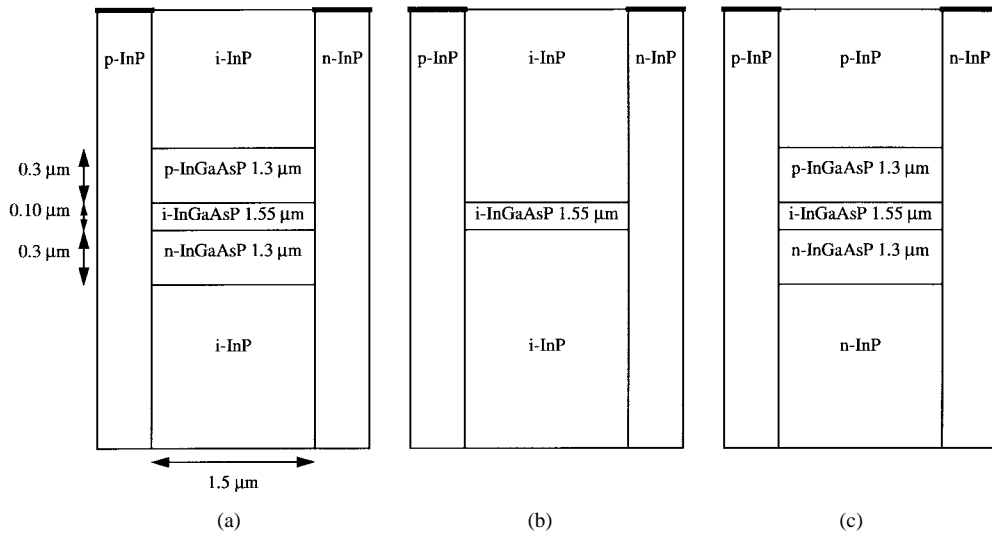 p-InP
i-InP
n-InP
0.3 µm
p-InGaAsP 1.3 µm
0.10 µm
i-InGaAsP 1.55 µm
0.3 µm
n-InGaAsP 1.3 µm
i-InP
1.5 µm
(a)
p-InP
i-InP
n-InP
i-InGaAsP 1.55 µm
i-InP
(b)
p-InP
p-InP
n-InP
p-InGaAsP 1.3 µm
i-InGaAsP 1.55 µm
n-InGaAsP 1.3 µm
n-InP
(c)